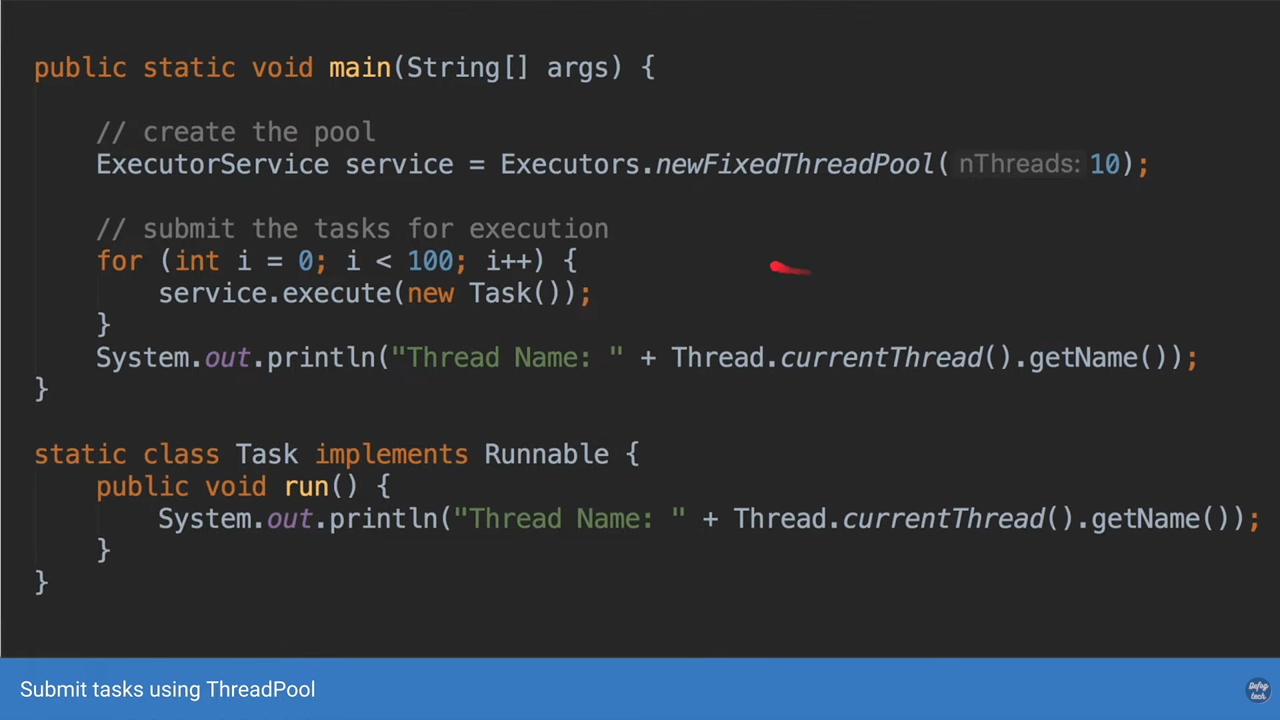 public static void main(String[] args) {
// create the pool
ExecutorService service = Executors.newFixedThreadPool( nThreads: 10);
// submit the tasks for execution
for (int i = 0; i < 100; i++) {
service.execute(new Task());
}
System.out.println("Thread Name: " + Thread.currentThread().getName());
}
static class Task implements Runnable {
public void run() {
System.out.println("Thread Name: " + Thread.currentThread().getName());
}
}
Submit tasks using ThreadPool
Defog
tech